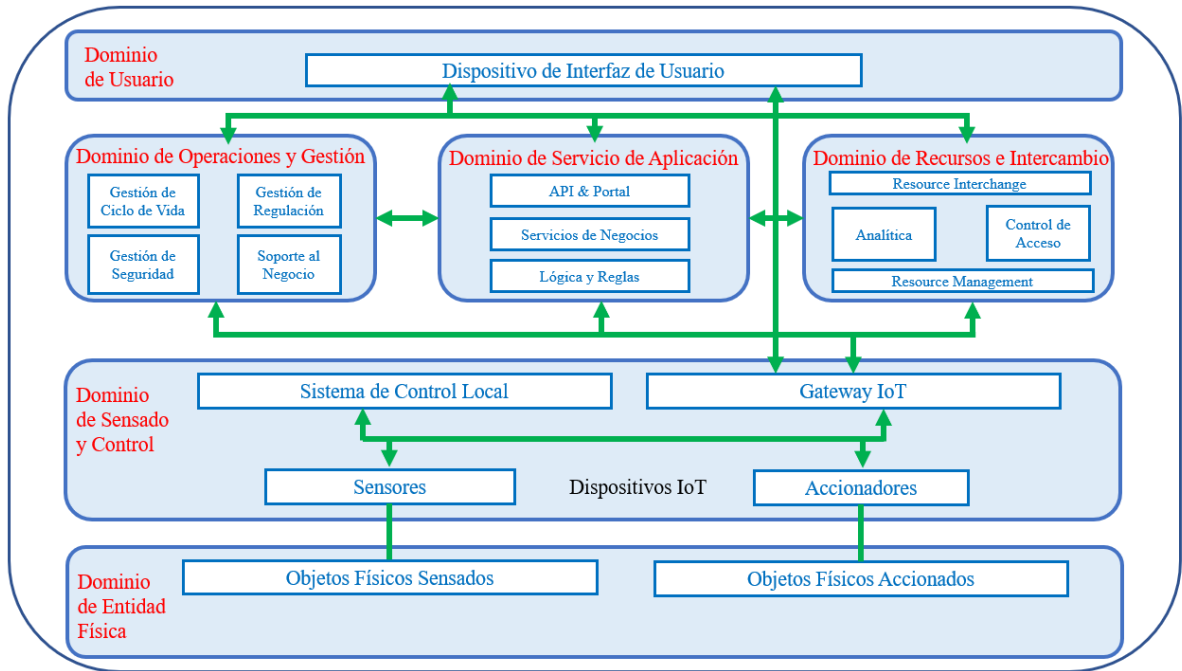 Dominio
de Usuario
Dispositivo de Interfaz de Usuario
Dominio de Operaciones y Gestión
Gestión de
Ciclo de Vida
Gestión de
Regulación
Gestión de
Seguridad
Soporte al
Negocio
Dominio de Servicio de Aplicación
API & Portal
Servicios de Negocios
Lógica y Reglas
Dominio de Recursos e Intercambio
Resource Interchange
Analítica
Control de
Acceso
Resource Management
Dominio
de Sensado
y Control
Sistema de Control Local
Gateway IoT
Sensores
Dispositivos IoT
Accionadores
Dominio
de Entidad
Física
Objetos Físicos Sensados
Objetos Físicos Accionados